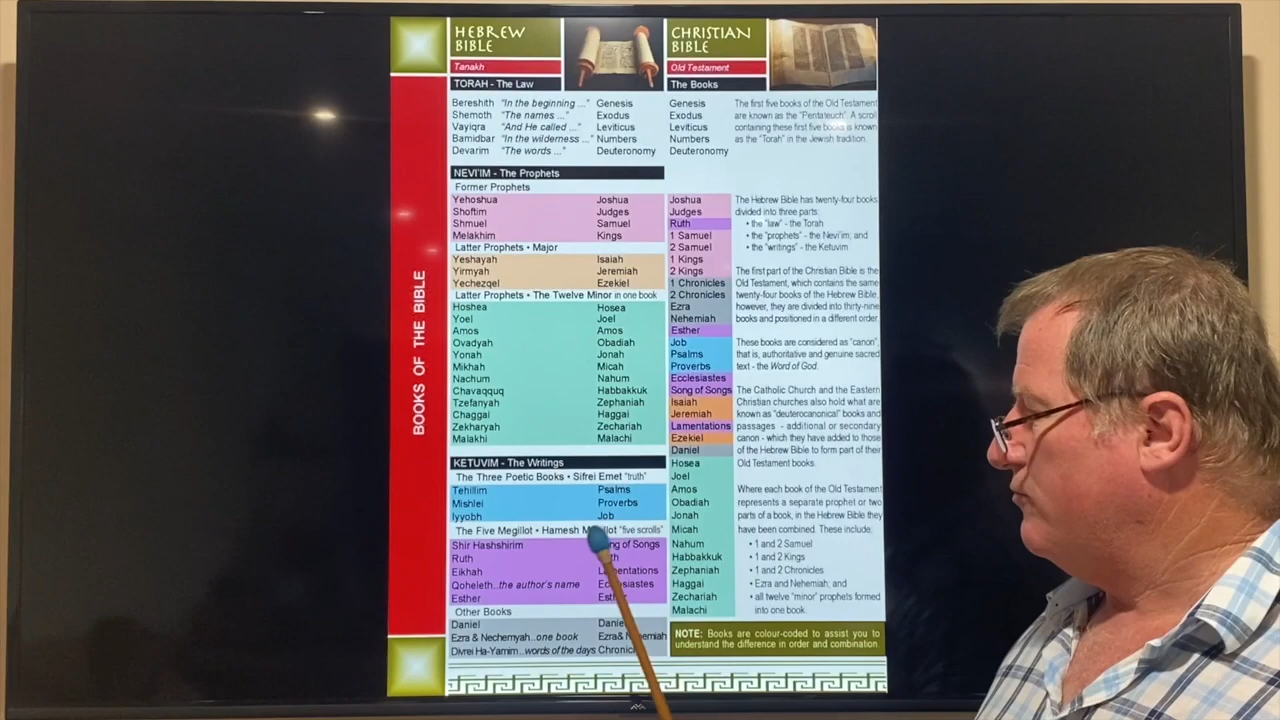 HEBREW
BIBLE
Tanakh
TORAH - The Law
Bereshith "In the beginning ..." Genesis
Shemoth "The names ..." Exodus
Vayiqra "And He called ..." Leviticus
Bamidbar "In the wilderness ..." Numbers
Devarim "The words ..." Deuteronomy
NEVI'IM - The Prophets
Former Prophets
Yehoshua Joshua
Shoftim Judges
Shmuel Samuel
Melakhim Kings
Latter Prophets • Major
Yeshayah Isaiah
Yirmyah Jeremiah
Yechezqel Ezekiel
Latter Prophets • The Twelve Minor in one book
Hoshea Hosea
Yoel Joel
Amos Amos
Ovadyah Obadiah
Yonah Jonah
Mikhah Micah
Nachum Nahum
Chavaqquq Habbakkuk
Tzefanyah Zephaniah
Chaggai Haggai
Zekharyah Zechariah
Malakhi Malachi
KETUVIM - The Writings
The Three Poetic Books • Sifrei Emet "truth"
Tehillim Psalms
Mishlei Proverbs
Iyyobh Job
The Five Megillot • Hamesh "five scrolls"
Shir Hashshirim of Songs
Ruth
Eikhah Lamentations
Qoheleth...the author's name Ecclesiastes
Esther Esther
Other Books
Daniel Daniel
Ezra & Nechemyah...one book Ezra& Nehemiah
Divrei Ha-Yamim...words of the days
CHRISTIAN
BIBLE
Old Testament
The Books
Genesis
Exodus
Leviticus
Numbers
Deuteronomy
Joshua
Judges
Ruth
1 Samuel
2 Samuel
1 Kings
2 Kings
1 Chronicles
2 Chronicles
Ezra
Nehemiah
Esther
Job
Psalms
Proverbs
Ecclesiastes
Song of Songs
Isaiah
Jeremiah
Lamentations
Ezekiel
Daniel
Hosea
Joel
Amos
Obadiah
Jonah
Micah
Nahum
Habbakkuk
Zephaniah
Haggai
Zechariah
Malachi
The first five books of the Old Testament
are known as the "Pentateuch". A scroll
containing these first five books is known
as the "Torah" in the Jewish tradition.
The Hebrew Bible has twenty-four books
divided into three parts:
• the "law" - the Torah
• the "prophets" - the Nevi'im; and
• the "writings" - the Ketuvim
The first part of the Christian Bible is the
Old Testament, which contains the same
twenty-four books of the Hebrew Bible,
however, they are divided into thirty-nine
books and positioned in a different order.
These books are considered as "canon",
that is, authoritative and genuine sacred
text - the Word of God.
The Catholic Church and the Eastern
Christian churches also hold what are
known as "deuterocanonical" books and
passages - additional or secondary
canon - which they have added to those
of the Hebrew Bible to form part of their
Old Testament books.
Where each book of the Old Testament
represents a separate prophet or two
parts of a book, in the Hebrew Bible they
have been combined. These include:
• 1 and 2 Samuel
• 1 and 2 Kings
• 1 and 2 Chronicles
• Ezra and Nehemiah; and
• all twelve "minor" prophets formed
into one book.
NOTE: Books are colour-coded to assist you to
understand the difference in order and combination.
BOOKS OF THE BIBLE